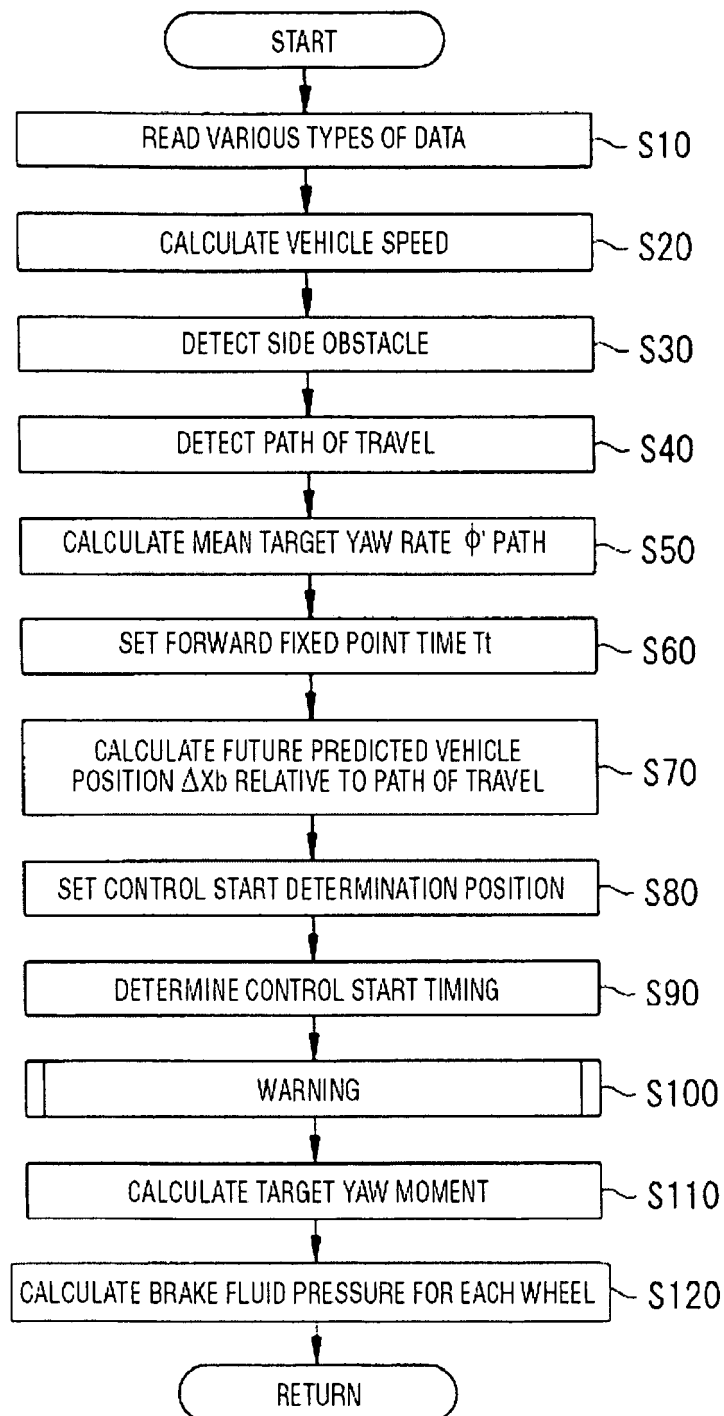 START
READ VARIOUS TYPES OF DATA S10
CALCULATE VEHICLE SPEED S20
DETECT SIDE OBSTACLE S30
DETECT PATH OF TRAVEL S40
CALCULATE MEAN TARGET YAW RATE ϕ' PATH S50
SET FORWARD FIXED POINT TIME Tt S60
CALCULATE FUTURE PREDICTED VEHICLE
POSITION ΔXb RELATIVE TO PATH OF TRAVEL S70
SET CONTROL START DETERMINATION POSITION S80
DETERMINE CONTROL START TIMING S90
WARNING S100
CALCULATE TARGET YAW MOMENT S110
CALCULATE BRAKE FLUID PRESSURE FOR EACH WHEEL S120
RETURN